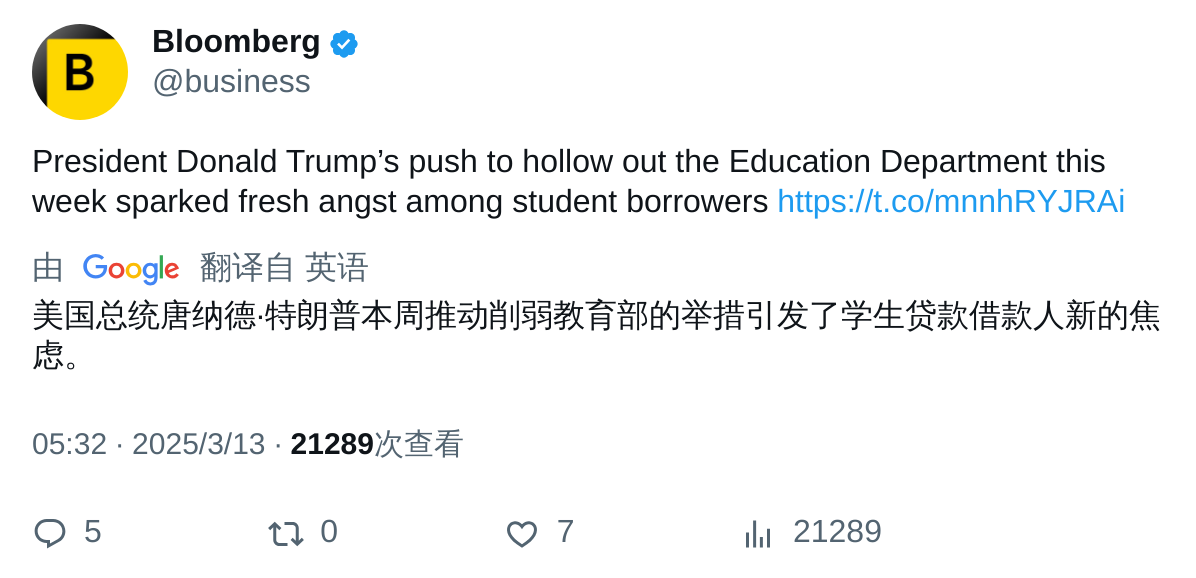 B
Bloomberg
@business
President Donald Trump’s push to hollow out the Education Department this
week sparked fresh angst among student borrowers https://t.co/mnnhRYJRAi
由 Google 翻译自 英语
美国总统唐纳德·特朗普本周推动削弱教育部的举措引发了学生贷款借款人新的焦
虑。
05:32 · 2025/3/13 · 21289次查看
5 0 7 21289